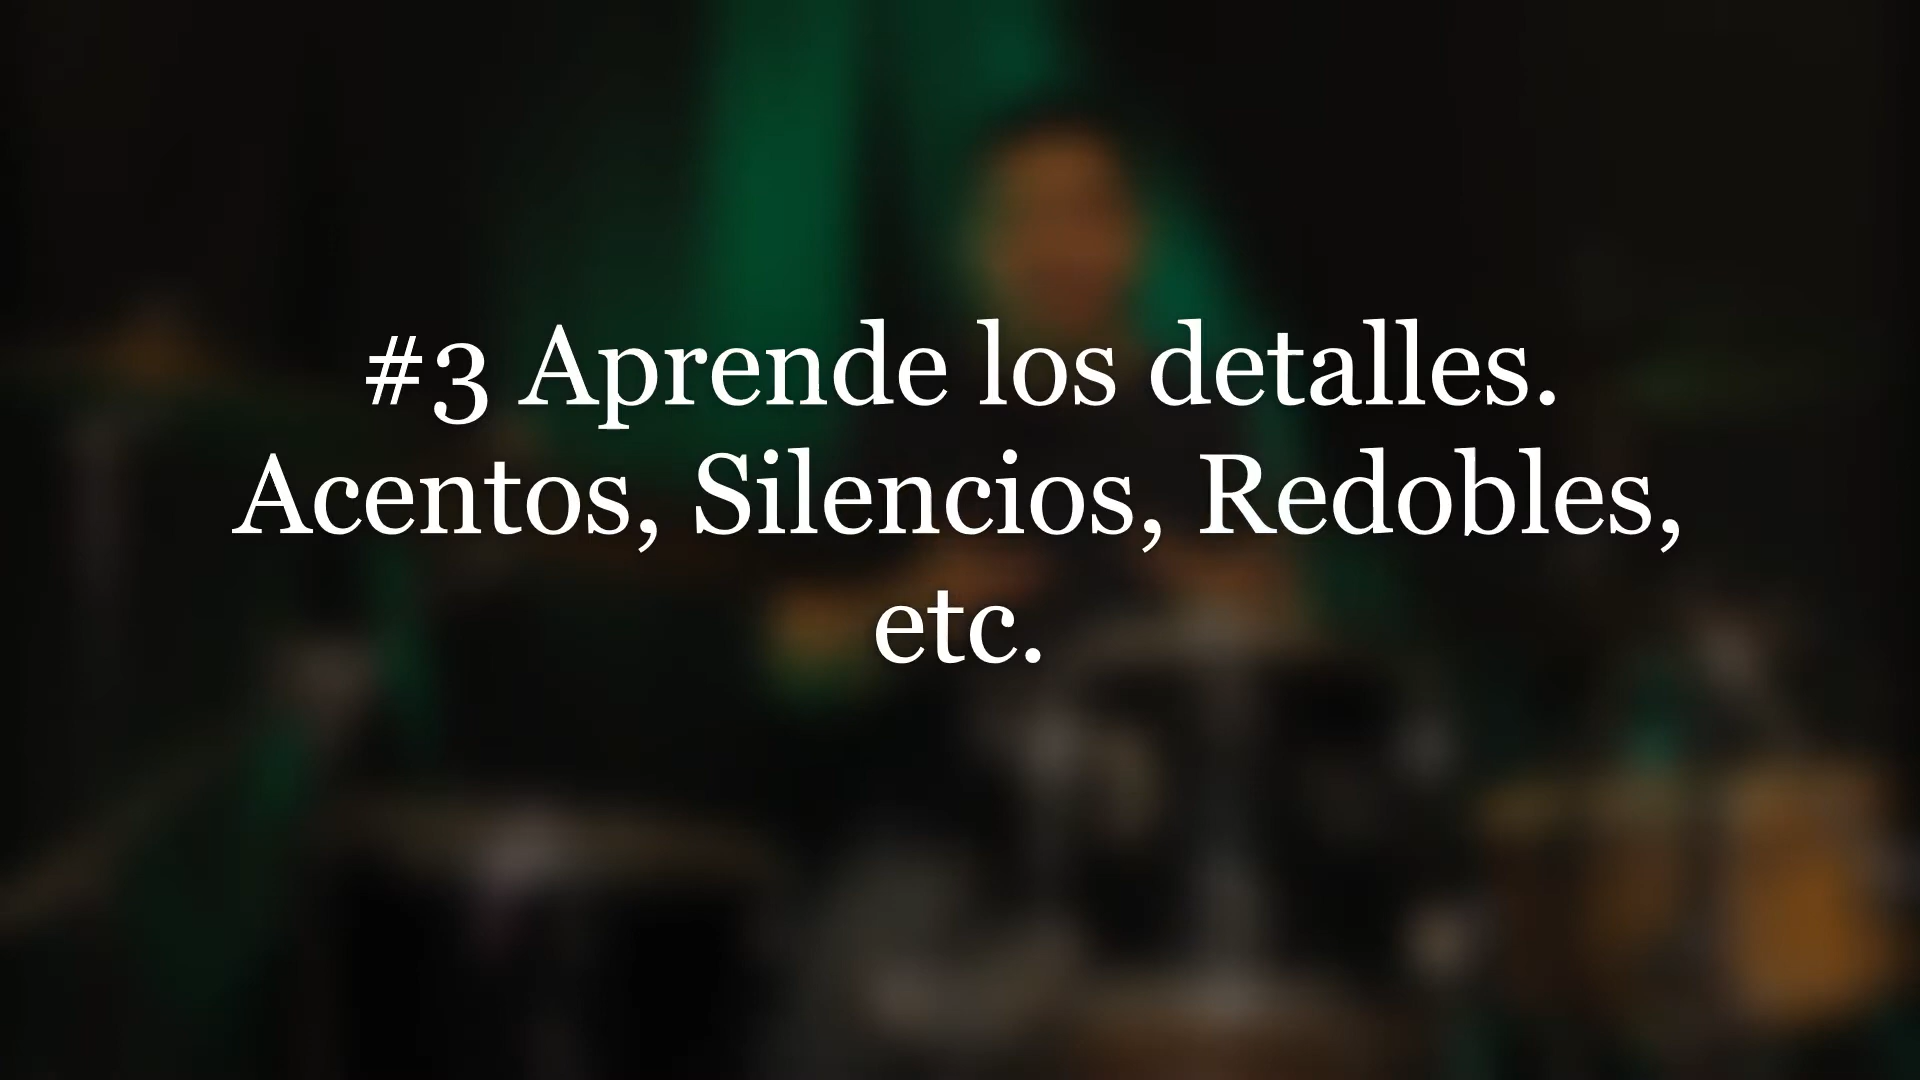 #3 Aprende los detalles.
Acentos, Silencios, Redobles,
etc.